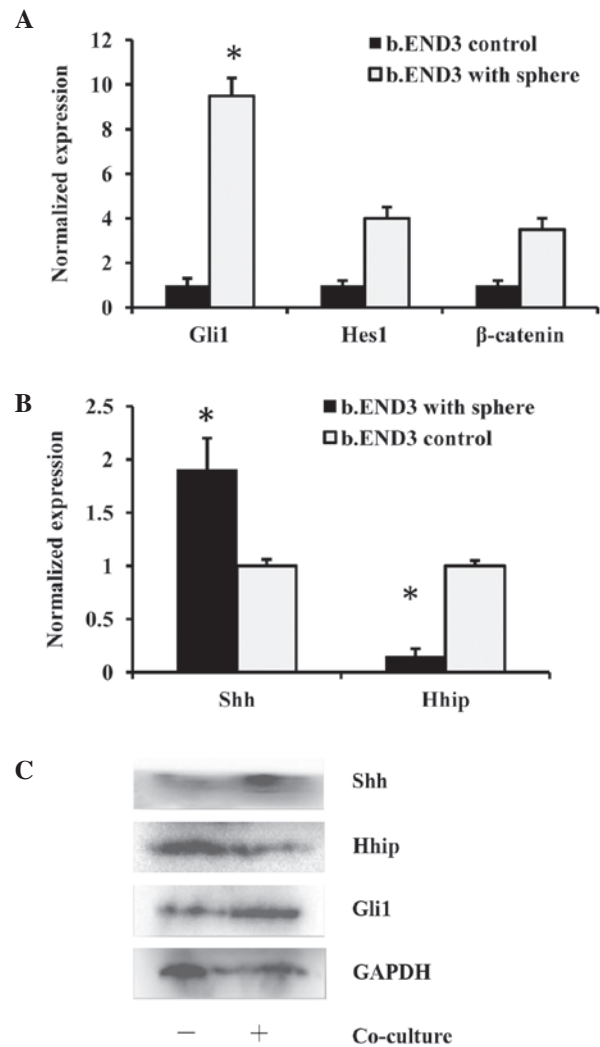 A
Normalized expression
12
10
8
6
4
2
0
*
b.END3 control
b.END3 with sphere
Gli1
Hes1
β-catenin
B
Normalized expression
2.5
2
1.5
1
0.5
0
*
*
b.END3 with sphere
b.END3 control
Shh
Hhip
C
Shh
Hhip
Gli1
GAPDH
− + Co-culture